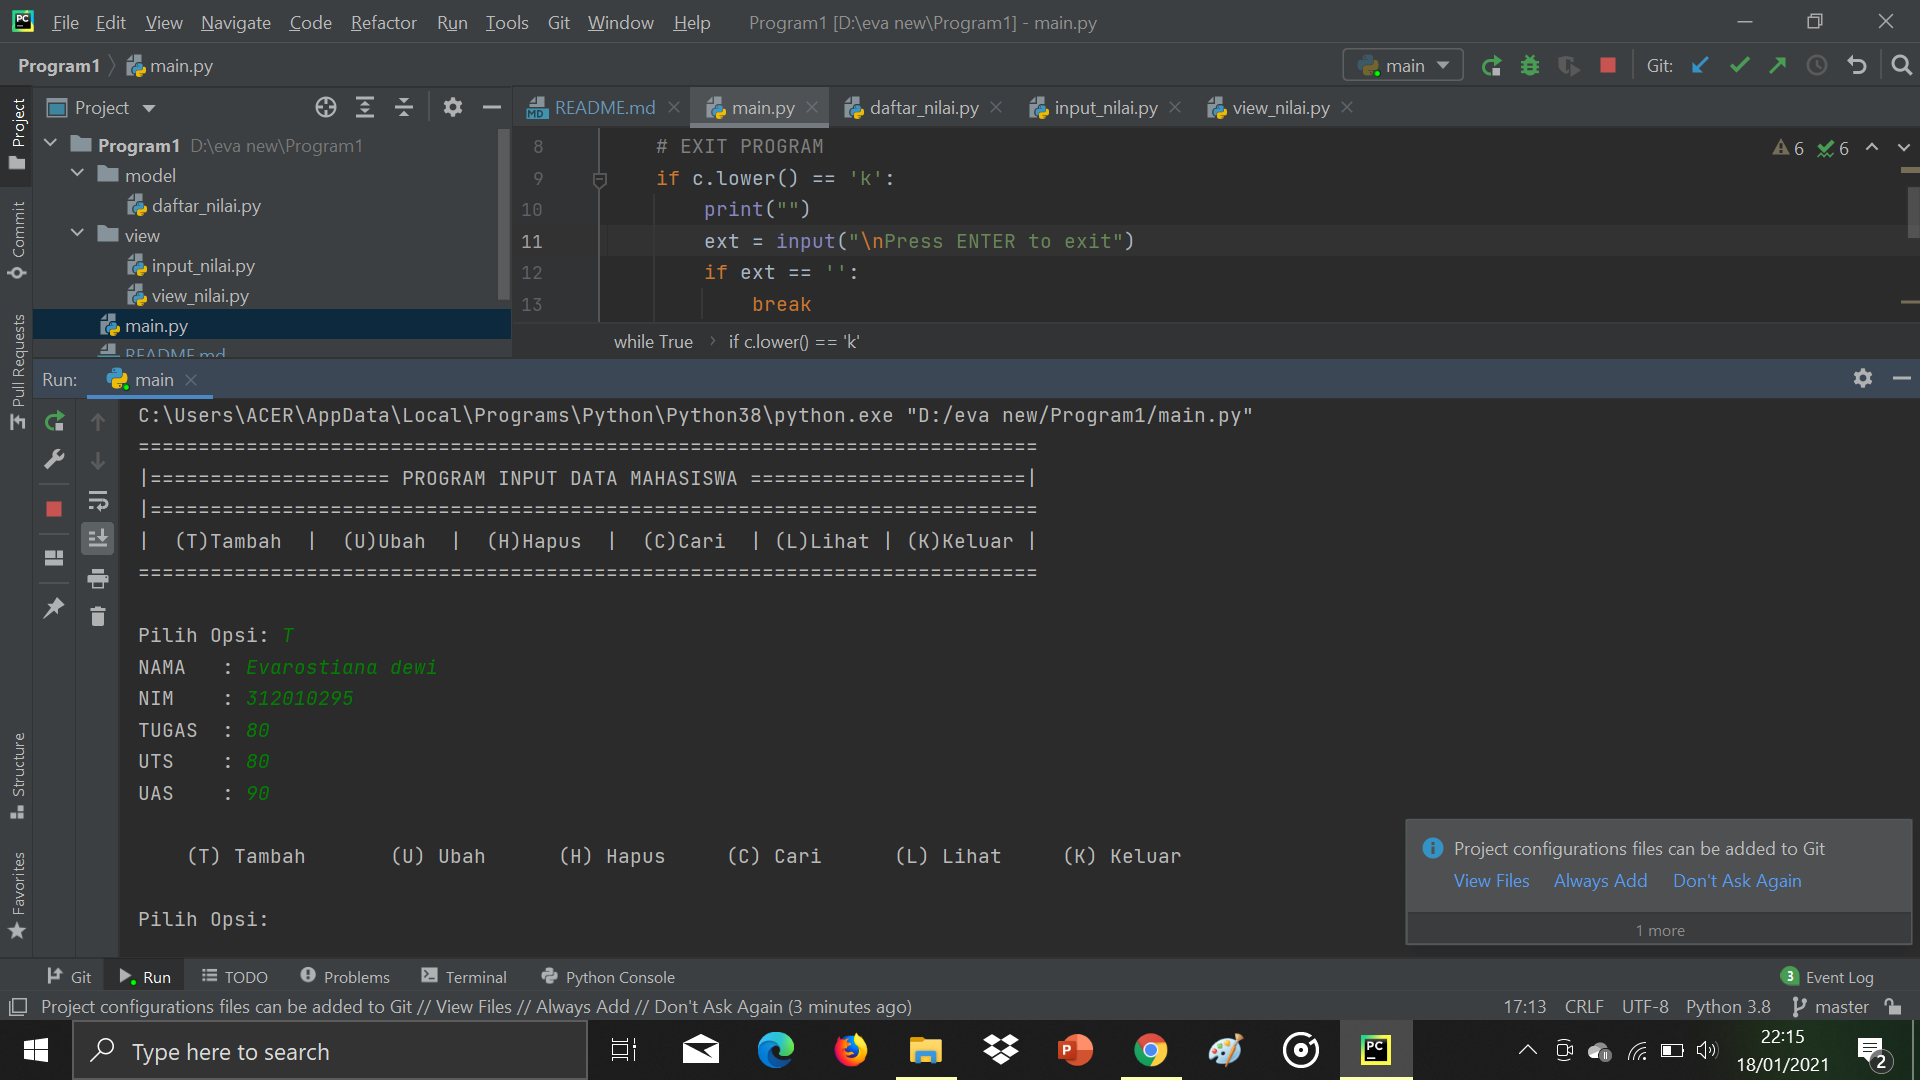 File Edit View Navigate Code Refactor Run Tools Git Window Help Program1 [D:\eva new\Program1] - main.py
Program1 main.py main Git:
Project README.md main.py daftar_nilai.py input_nilai.py view_nilai.py
Project
Commit
Pull Requests
Structure
Favorites
Program1 D:\eva new\Program1
model
daftar_nilai.py
view
input_nilai.py
view_nilai.py
main.py
README.md
8 # EXIT PROGRAM
9 if c.lower() == 'k':
10 print("")
11 ext = input("\nPress ENTER to exit")
12 if ext == '':
13 break
6 6
while True if c.lower() == 'k'
Run: main
C:\Users\ACER\AppData\Local\Programs\Python\Python38\python.exe "D:/eva new/Program1/main.py"
===========================================================================
|==================== PROGRAM INPUT DATA MAHASISWA =======================|
|==========================================================================
| (T)Tambah | (U)Ubah | (H)Hapus | (C)Cari | (L)Lihat | (K)Keluar |
===========================================================================
Pilih Opsi: T
NAMA : Evarostiana dewi
NIM : 312010295
TUGAS : 80
UTS : 80
UAS : 90
(T) Tambah (U) Ubah (H) Hapus (C) Cari (L) Lihat (K) Keluar
Pilih Opsi:
Project configurations files can be added to Git
View Files Always Add Don't Ask Again
1 more
Git Run TODO Problems Terminal Python Console 3 Event Log
Project configurations files can be added to Git // View Files // Always Add // Don't Ask Again (3 minutes ago) 17:13 CRLF UTF-8 Python 3.8 master
Type here to search
22:15
18/01/2021
2